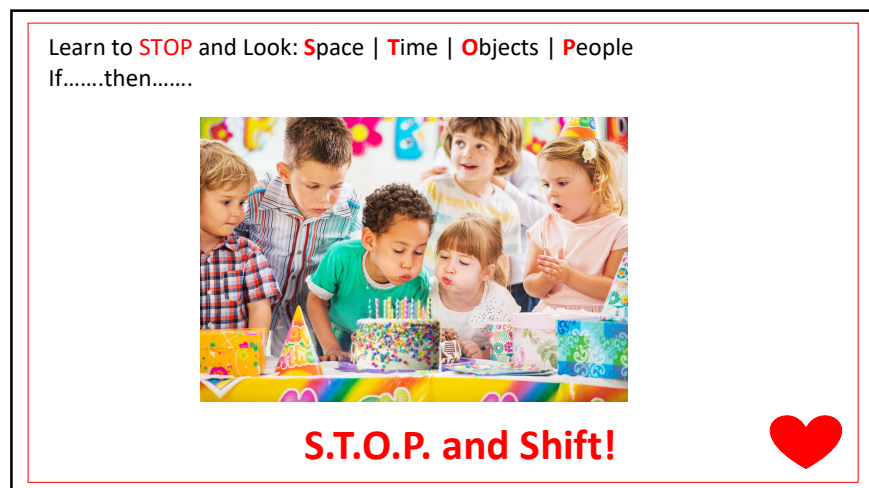 Learn to STOP and Look: Space | Time | Objects | People
If…….then…….
S.T.O.P. and Shift!